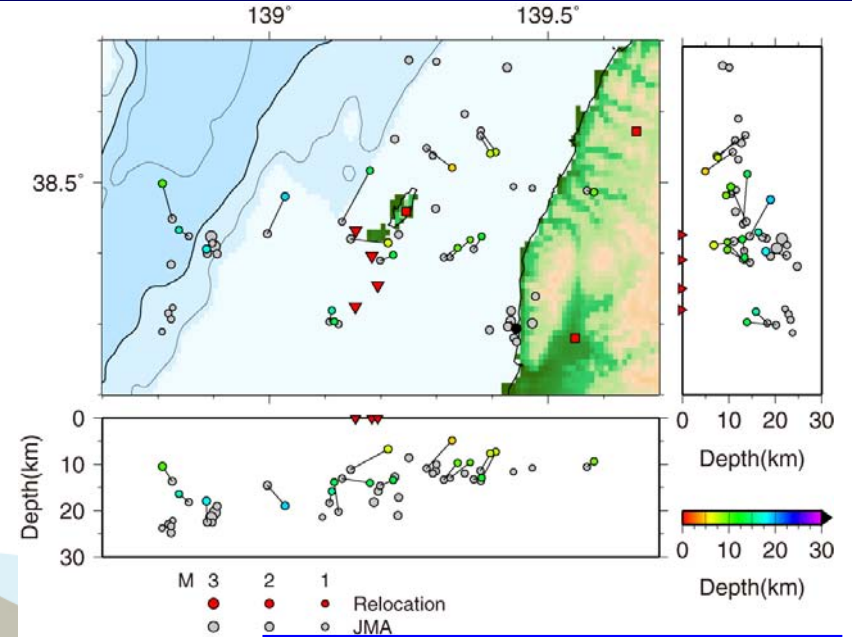 139° 139.5°
38.5°
0 10 20 30
Depth(km)
0
10
20
30
Depth(km)
0 10 20 30
Depth(km)
M 3 2 1
Relocation
JMA